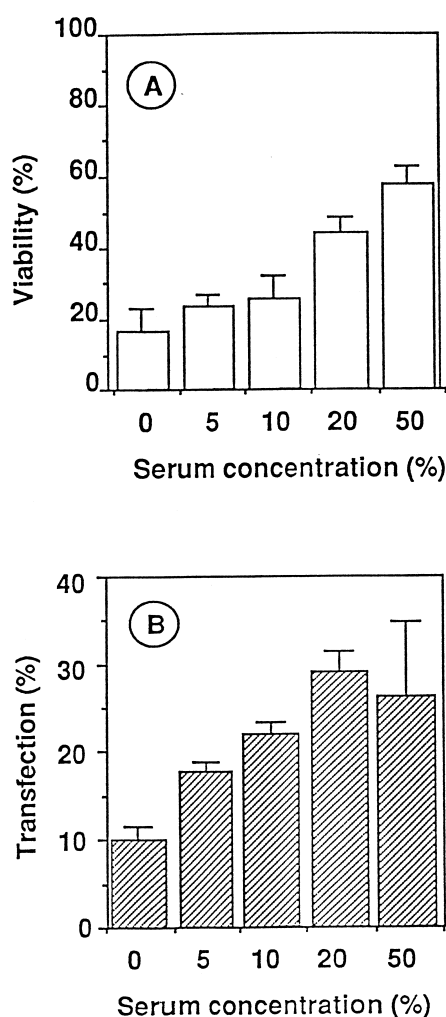 100
A
80
60
40
20
0
Viability (%)
0 5 10 20 50
Serum concentration (%)
40
B
30
20
10
0
Transfection (%)
0 5 10 20 50
Serum concentration (%)